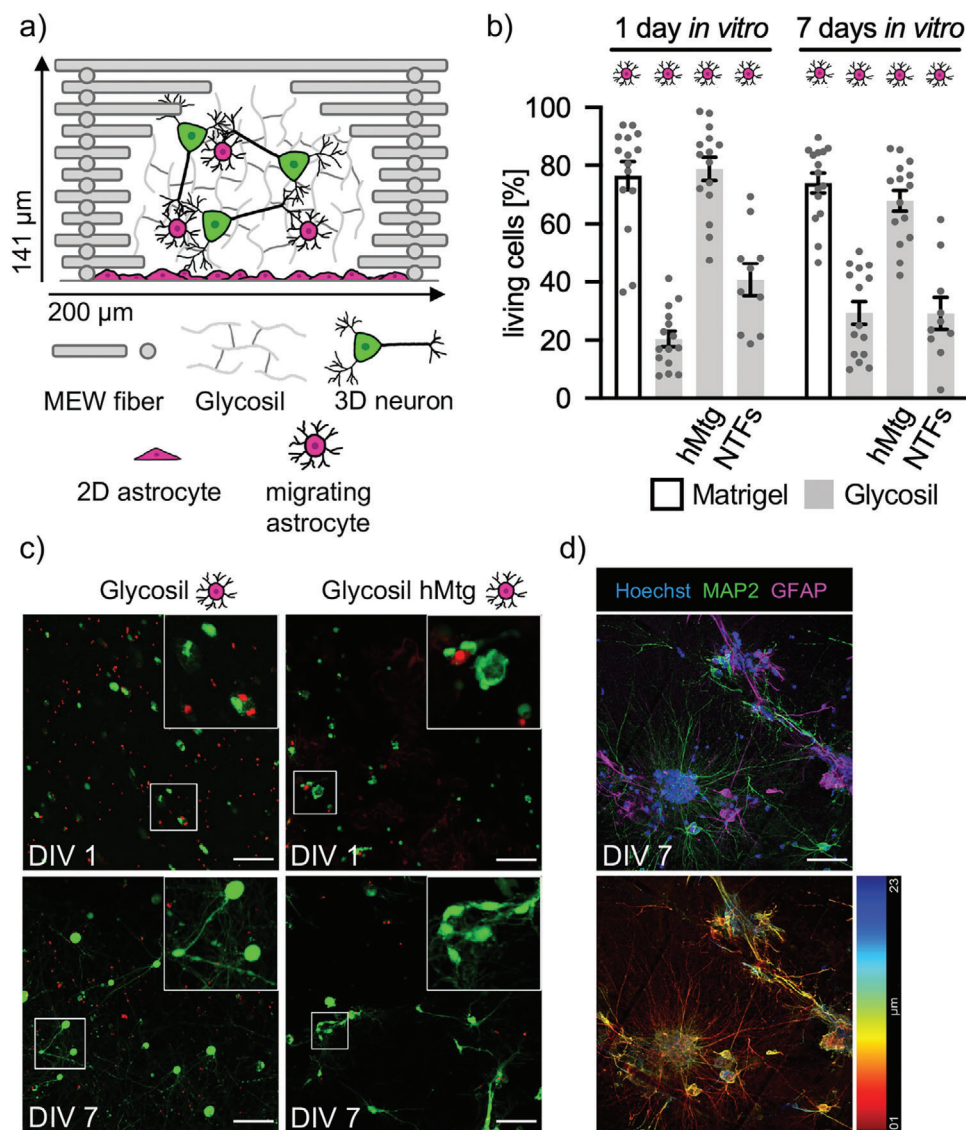 a)
141 µm
200 µm
MEW fiber
Glycosil
3D neuron
2D astrocyte
migrating
astrocyte
b)
1 day in vitro
7 days in vitro
living cells [%]
100
80
60
40
20
0
hMtg
NTFs
hMtg
NTFs
Matrigel
Glycosil
c)
Glycosil
Glycosil hMtg
DIV 1
DIV 1
DIV 7
DIV 7
d)
Hoechst MAP2 GFAP
DIV 7
23
µm
01